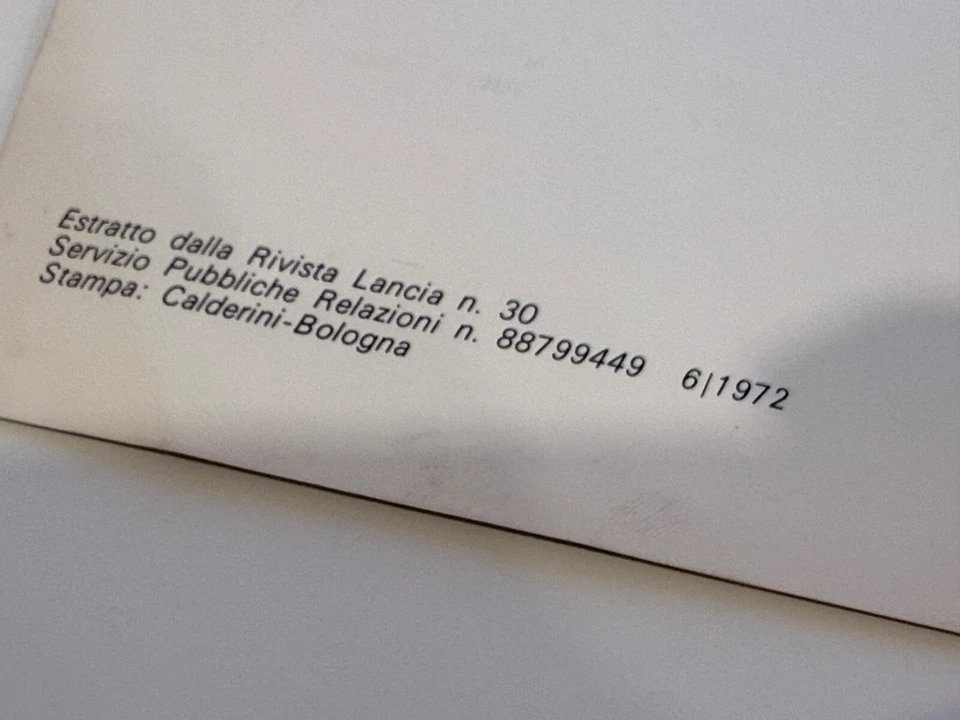 Estratto dalla Rivista Lancia n. 30
Servizio Pubbliche Relazioni n. 88799449 6/1972
Stampa: Calderini-Bologna